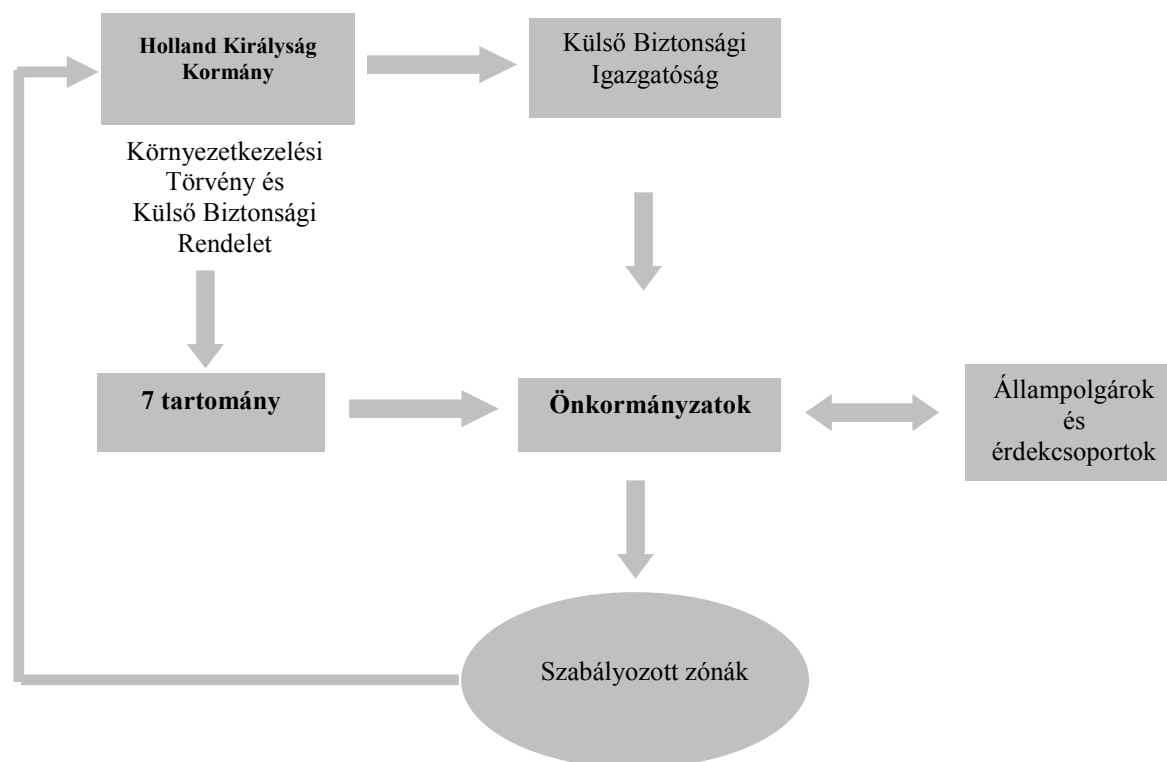 Holland Királyság
Kormány
Külső Biztonsági
Igazgatóság
Környezetkezelési
Törvény és
Külső Biztonsági
Rendelet
7 tartomány
Önkormányzatok
Állampolgárok
és
érdekcsoportok
Szabályozott zónák